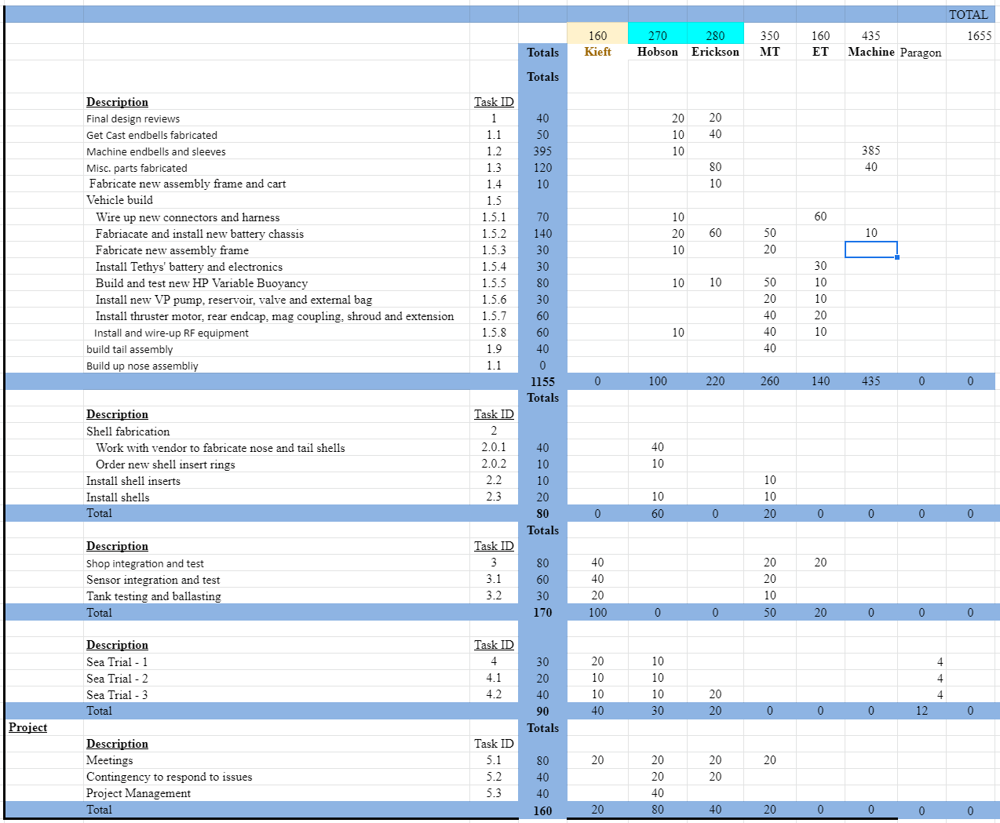 TOTAL
160 270 280 350 160 435 1655
Totals Kieft Hobson Erickson MT ET Machine Paragon
Totals
Description Task ID
Final design reviews 1 40 20 20
Get Cast endbells fabricated 1.1 50 10 40
Machine endbells and sleeves 1.2 395 10 385
Misc. parts fabricated 1.3 120 80 40
Fabricate new assembly frame and cart 1.4 10 10
Vehicle build 1.5
Wire up new connectors and harness 1.5.1 70 10 60
Fabriacate and install new battery chassis 1.5.2 140 20 60 50 10
Fabricate new assembly frame 1.5.3 30 10 20
Install Tethys' battery and electronics 1.5.4 30 30
Build and test new HP Variable Buoyancy 1.5.5 80 10 10 50 10
Install new VP pump, reservoir, valve and external bag 1.5.6 30 20 10
Install thruster motor, rear endcap, mag coupling, shroud and extension 1.5.7 60 40 20
Install and wire-up RF equipment 1.5.8 60 10 40 10
build tail assembly 1.9 40 40
Build up nose assembliy 1.1 0
1155 0 100 220 260 140 435 0 0
Totals
Description Task ID
Shell fabrication 2
Work with vendor to fabricate nose and tail shells 2.0.1 40 40
Order new shell insert rings 2.0.2 10 10
Install shell inserts 2.2 10 10
Install shells 2.3 20 10 10
Total 80 0 60 0 20 0 0 0 0
Totals
Description Task ID
Shop integration and test 3 80 40 20 20
Sensor integration and test 3.1 60 40 20
Tank testing and ballasting 3.2 30 20 10
Total 170 100 0 0 50 20 0 0 0
Description Task ID
Sea Trial - 1 4 30 20 10 4
Sea Trial - 2 4.1 20 10 10 4
Sea Trial - 3 4.2 40 10 10 20 4
Total 90 40 30 20 0 0 0 12 0
Project Totals
Description Task ID
Meetings 5.1 80 20 20 20 20
Contingency to respond to issues 5.2 40 20 20
Project Management 5.3 40 40
Total 160 20 80 40 20 0 0 0 0